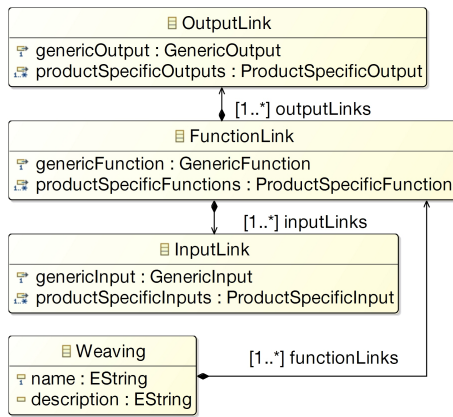 OutputLink
genericOutput : GenericOutput
productSpecificOutputs : ProductSpecificOutput
[1..*] outputLinks
FunctionLink
genericFunction : GenericFunction
productSpecificFunctions : ProductSpecificFunction
[1..*] inputLinks
InputLink
genericInput : GenericInput
productSpecificInputs : ProductSpecificInput
Weaving
[1..*] functionLinks
name : EString
description : EString